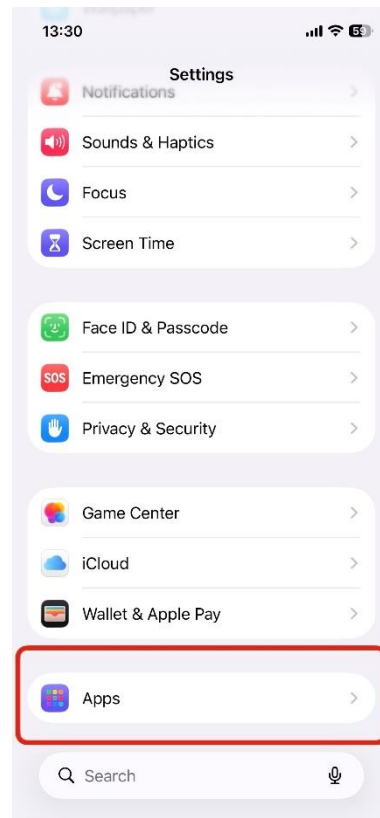 13:30 59
Settings
Notifications
Sounds & Haptics
Focus
Screen Time
Face ID & Passcode
SOS Emergency SOS
Privacy & Security
Game Center
iCloud
Wallet & Apple Pay
Apps
Search